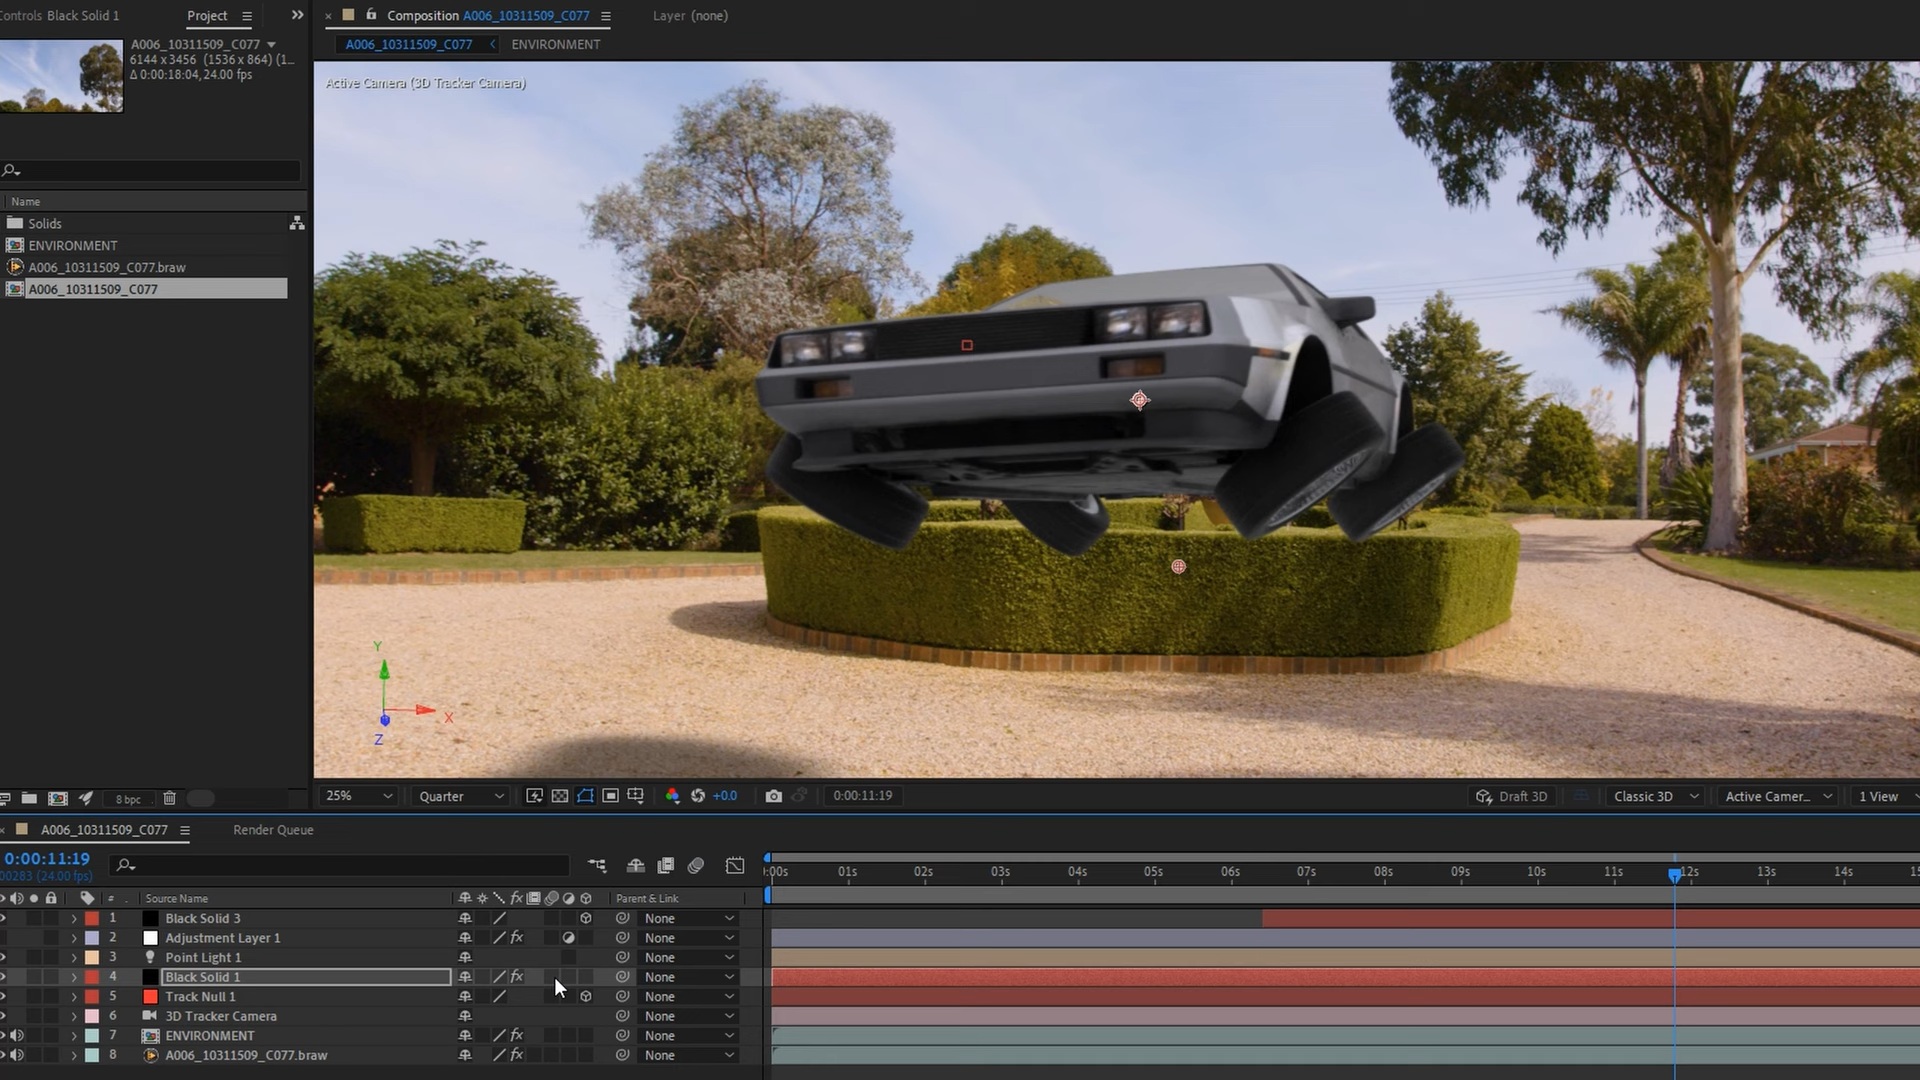 Controls Black Solid 1
Project
Composition A006_10311509_C077
Layer (none)
A006_10311509_C077
6144 x 3456 (1536 x 864) (1...
Δ 0:00:18:04, 24.00 fps
A006_10311509_C077
ENVIRONMENT
Active Camera (3D Tracker Camera)
Name
Solids
ENVIRONMENT
A006_10311509_C077.braw
A006_10311509_C077
Y
X
Z
8 bpc
25%
Quarter
+0.0
0:00:11:19
Draft 3D
Classic 3D
Active Camer...
1 View
A006_10311509_C077
Render Queue
0:00:11:19
00283 (24.00 fps)
:00s 01s 02s 03s 04s 05s 06s 07s 08s 09s 10s 11s 12s 13s 14s 15
# Source Name fx Parent & Link
1 Black Solid 3 None
2 Adjustment Layer 1 fx None
3 Point Light 1 None
4 Black Solid 1 fx None
5 Track Null 1 None
6 3D Tracker Camera None
7 ENVIRONMENT fx None
8 A006_10311509_C077.braw fx None